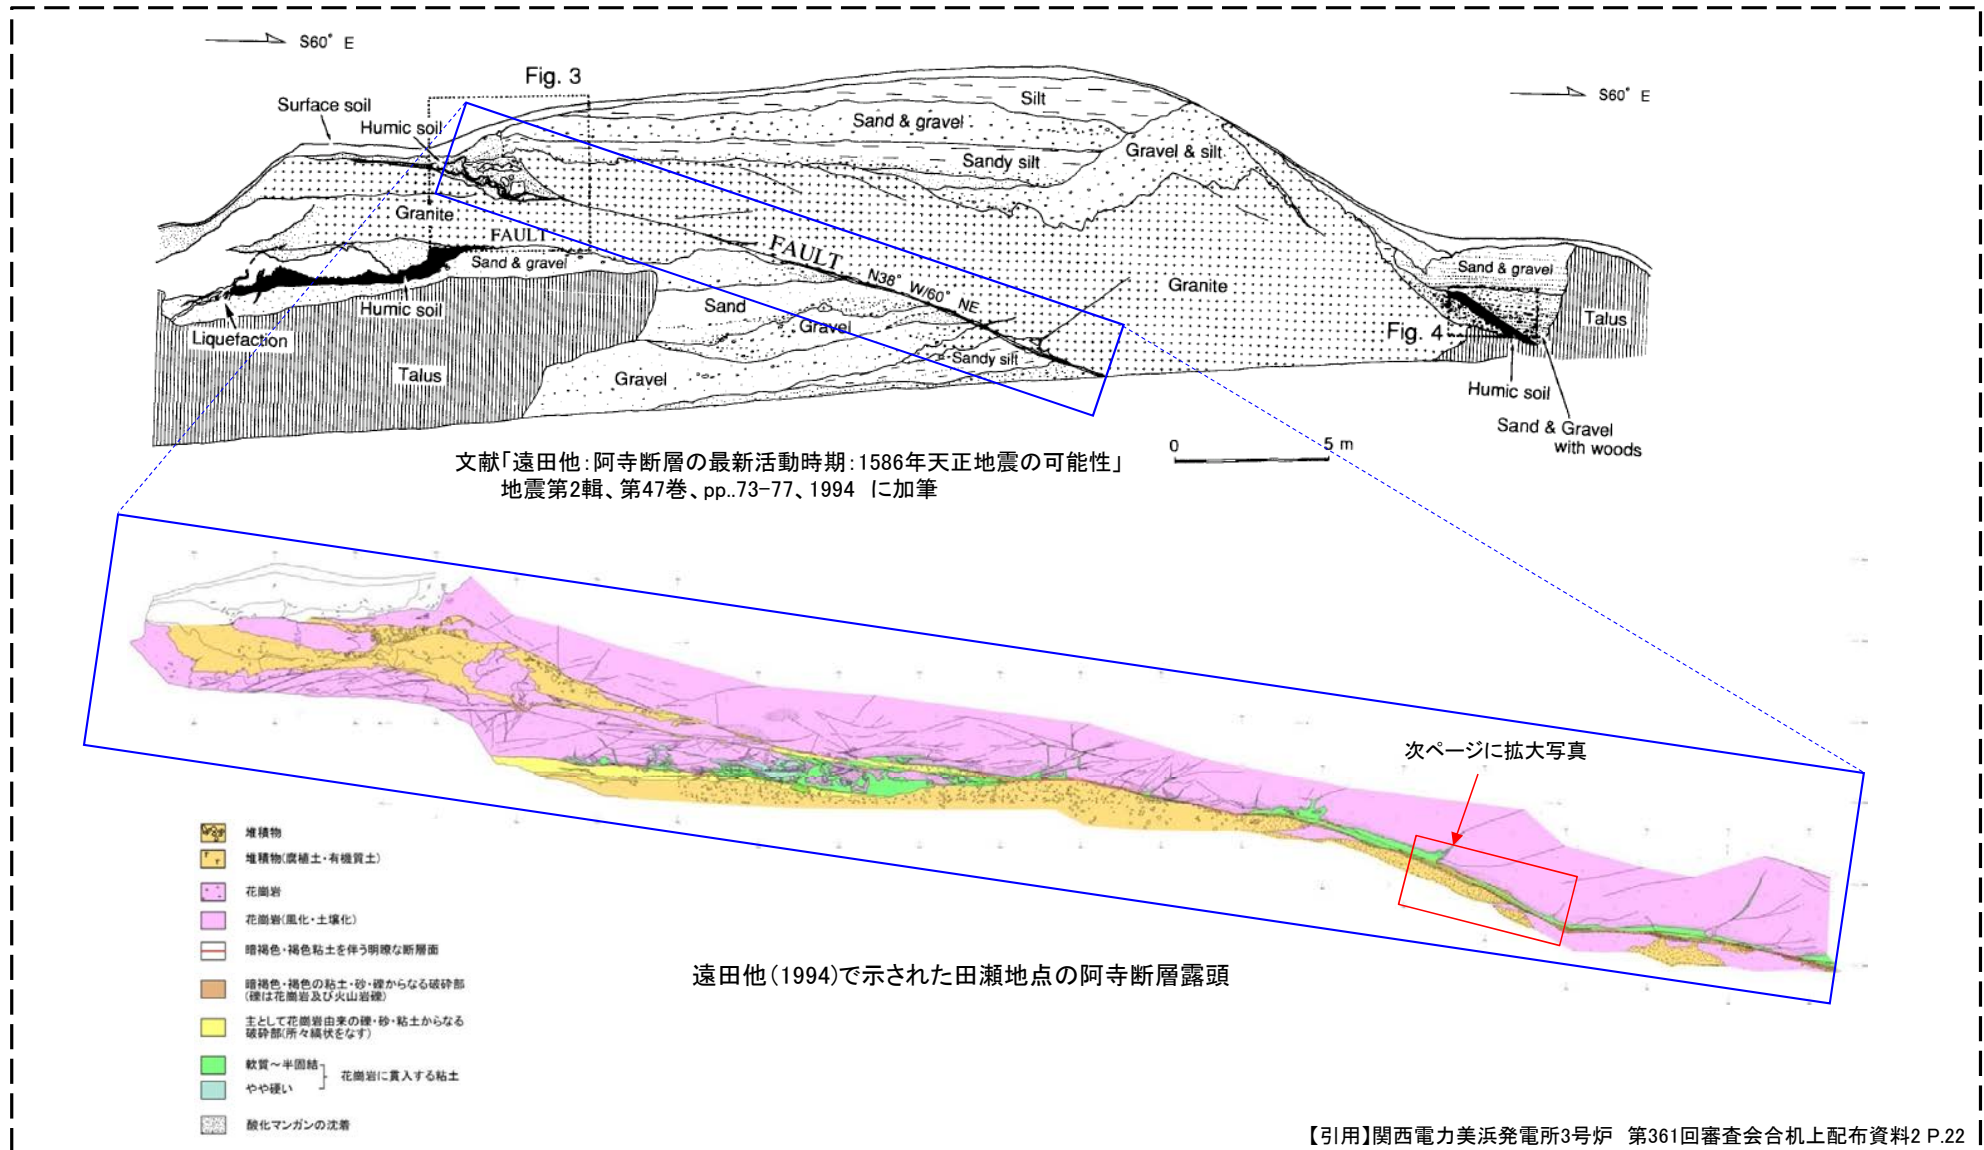 S60° E
Fig. 3
S60° E
Surface soil
Humic soil
Silt
Sand & gravel
Sandy silt
Gravel & silt
Granite
FAULT
Sand & gravel
FAULT
N38° W/60° NE
Granite
Sand & gravel
Talus
Humic soil
Sand
Gravel
Sandy silt
Fig. 4
Liquefaction
Talus
Gravel
Humic soil
Sand & Gravel
with woods
0 5 m
文献「遠田他:阿寺断層の最新活動時期:1586年天正地震の可能性」
地震第2輯、第47巻、pp..73-77、1994 に加筆
次ページに拡大写真
堆積物
堆積物(腐植土・有機質土)
花崗岩
花崗岩(風化・土壌化)
暗褐色・褐色粘土を伴う明瞭な断層面
暗褐色・褐色の粘土・砂・礫からなる破砕部
(礫は花崗岩及び火山岩礫)
主として花崗岩由来の礫・砂・粘土からなる
破砕部(所々縞状をなす)
軟質～半固結
やや硬い
花崗岩に貫入する粘土
酸化マンガンの沈着
遠田他(1994)で示された田瀬地点の阿寺断層露頭
【引用】関西電力美浜発電所3号炉 第361回審査会合机上配布資料2 P.22